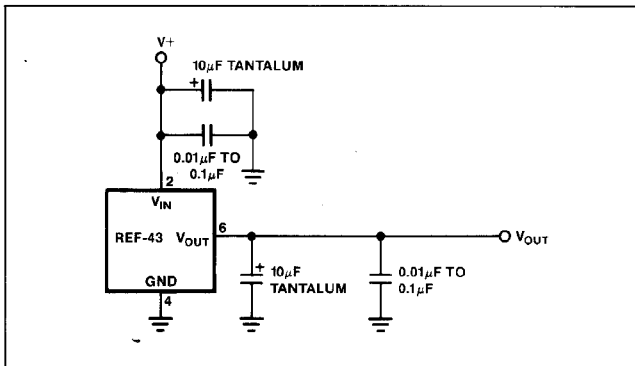 V+
10µF TANTALUM
+
0.01µF TO
0.1µF
2
VIN
REF-43 VOUT
6
VOUT
GND
4
+
10µF
TANTALUM
0.01µF TO
0.1µF